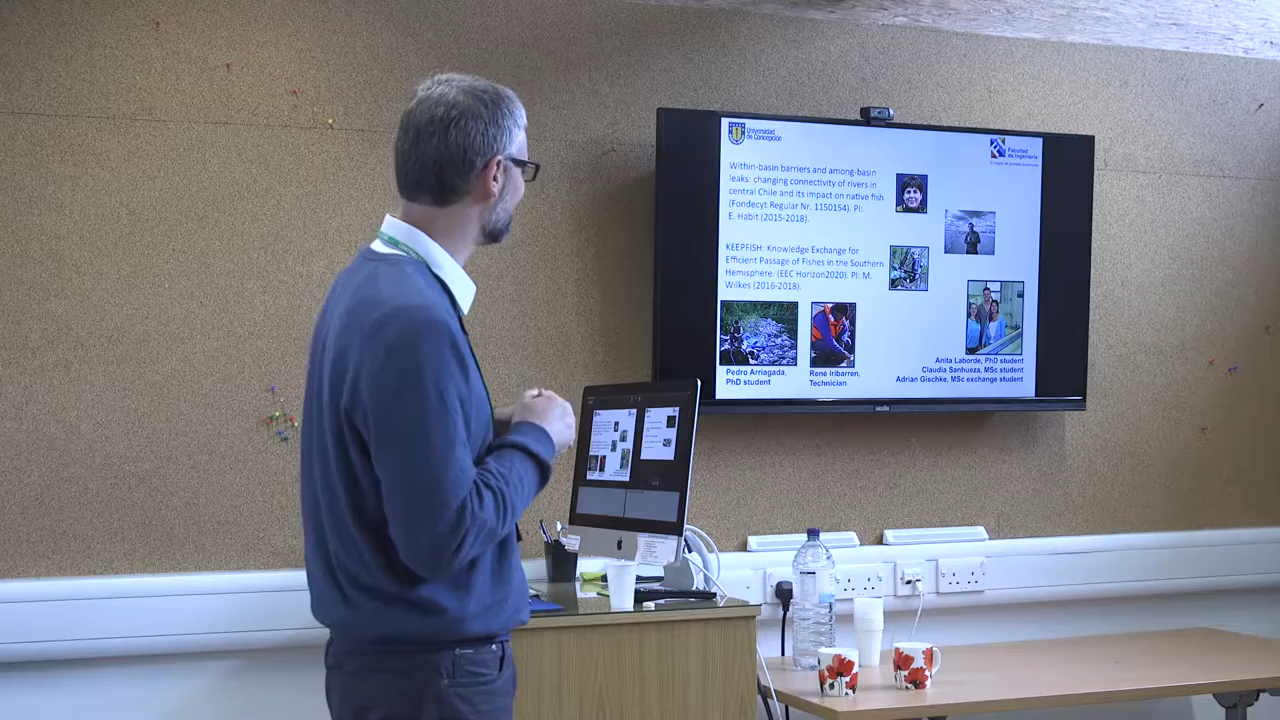 Universidad
de Concepción
Facultad
de Ingeniería
Within-basin barriers and among-basin
leaks: changing connectivity of rivers in
central Chile and its impact on native fish
(Fondecyt Regular Nr. 1150154). PI:
E. Habit (2015-2018).
KEEPFISH: Knowledge Exchange for
Efficient Passage of Fishes in the Southern
Hemisphere. (EEC Horizon2020). PI: M.
Wilkes (2016-2018).
Pedro Arriagada,
PhD student
René Iribarren,
Technician
Anita Laborde, PhD student
Claudia Sanhueza, MSc student
Adrian Gischke, MSc exchange student